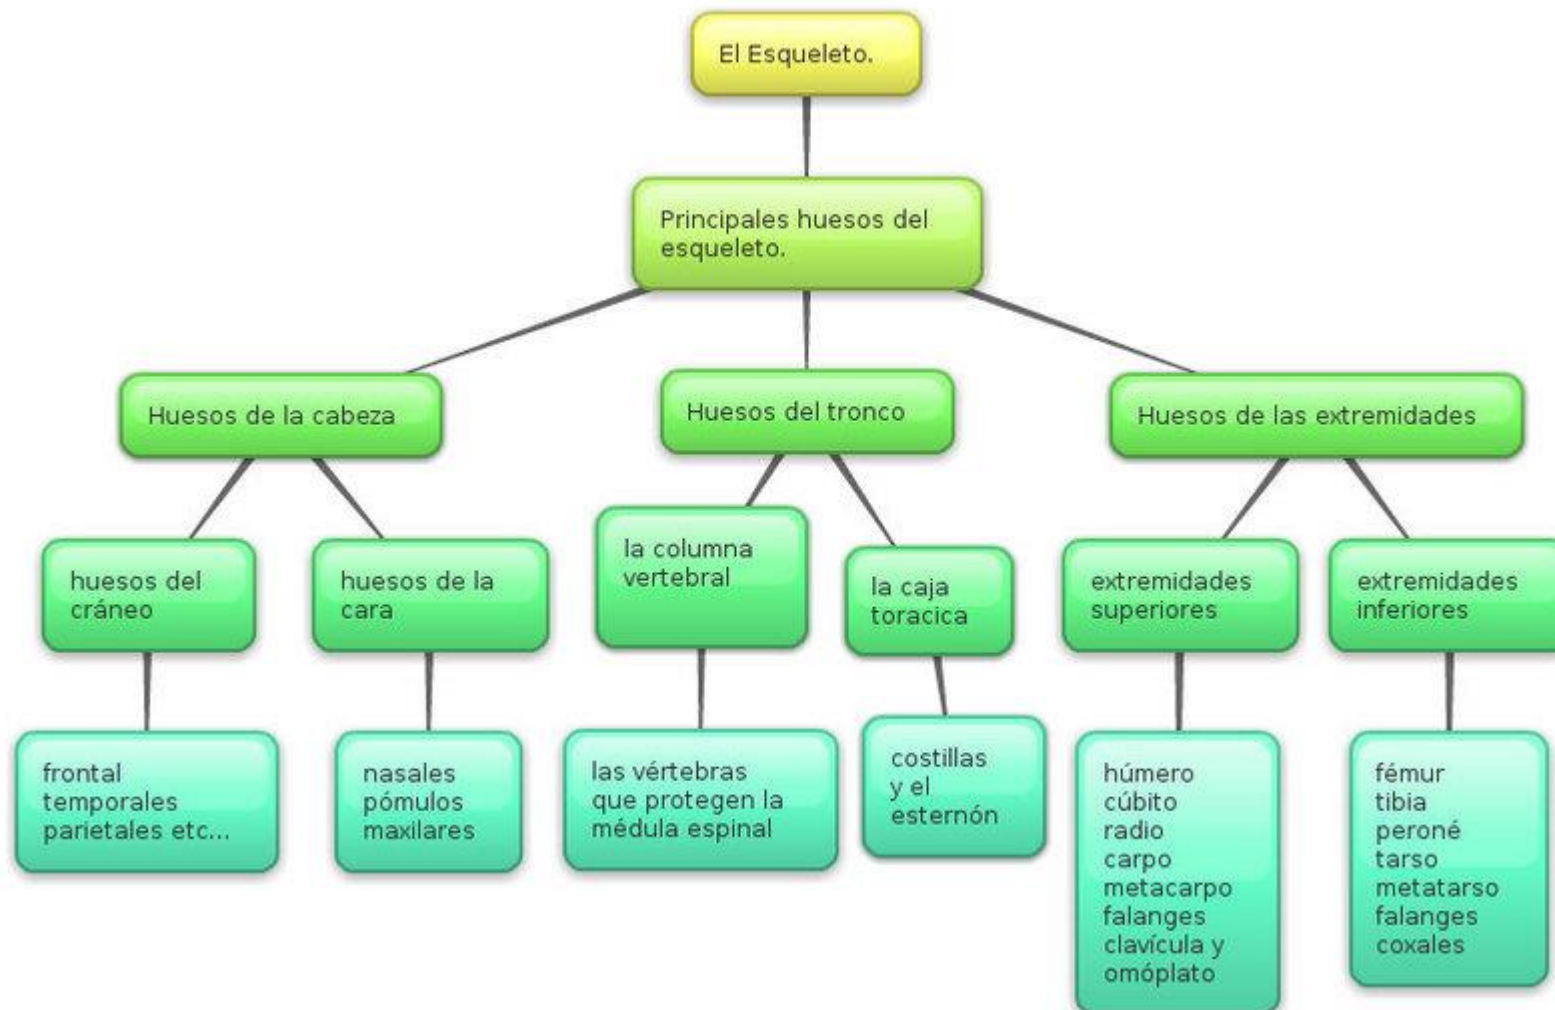 El Esqueleto.
Principales huesos del
esqueleto.
Huesos de la cabeza
Huesos del tronco
Huesos de las extremidades
huesos del
cráneo
huesos de la
cara
la columna
vertebral
la caja
toracica
extremidades
superiores
extremidades
inferiores
frontal
temporales
parietales etc...
nasales
pómulos
maxilares
las vértebras
que protegen la
médula espinal
costillas
y el
esternón
húmero
cúbito
radio
carpo
metacarpo
falanges
clavícula y
omóplato
fémur
tibia
peroné
tarso
metatarso
falanges
coxales